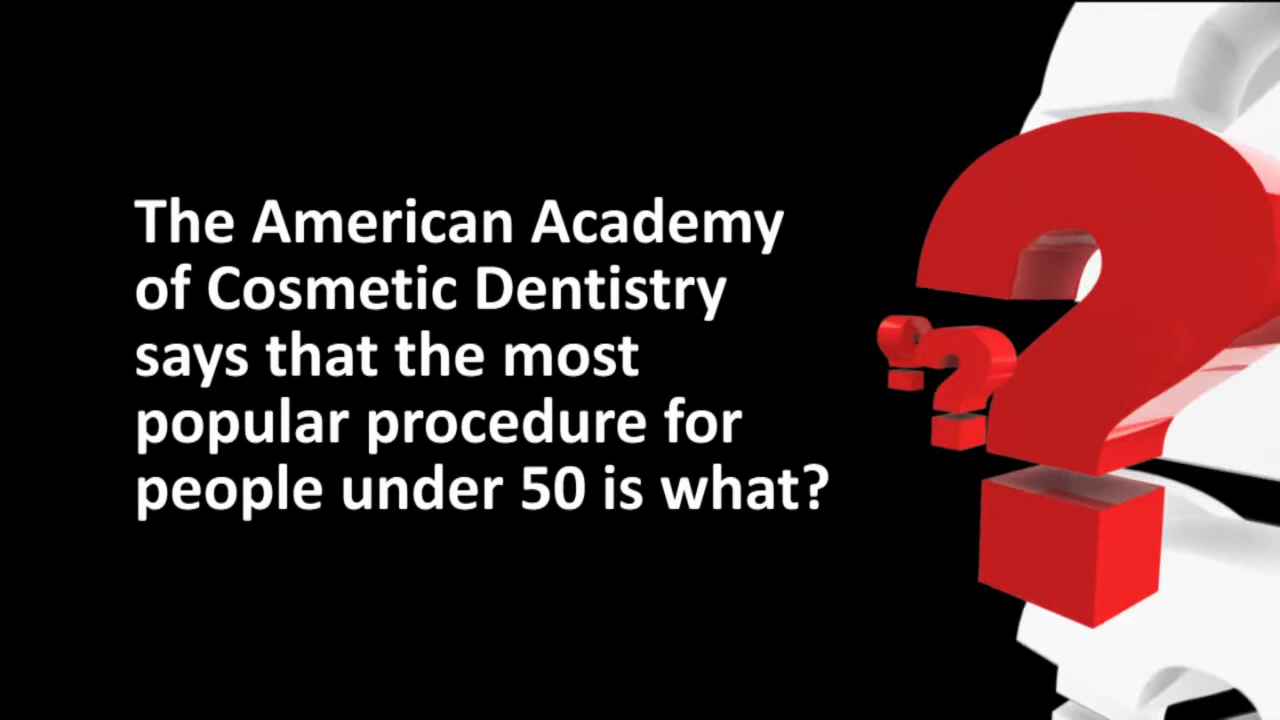 The American Academy
of Cosmetic Dentistry
says that the most
popular procedure for
people under 50 is what?